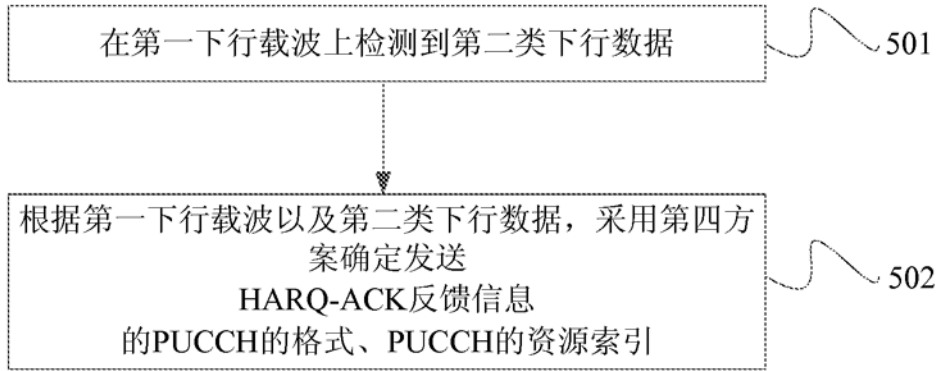 在第一下行载波上检测到第二类下行数据
501
根据第一下行载波以及第二类下行数据，采用第四方
案确定发送
HARQ-ACK反馈信息
的PUCCH的格式、PUCCH的资源索引
502